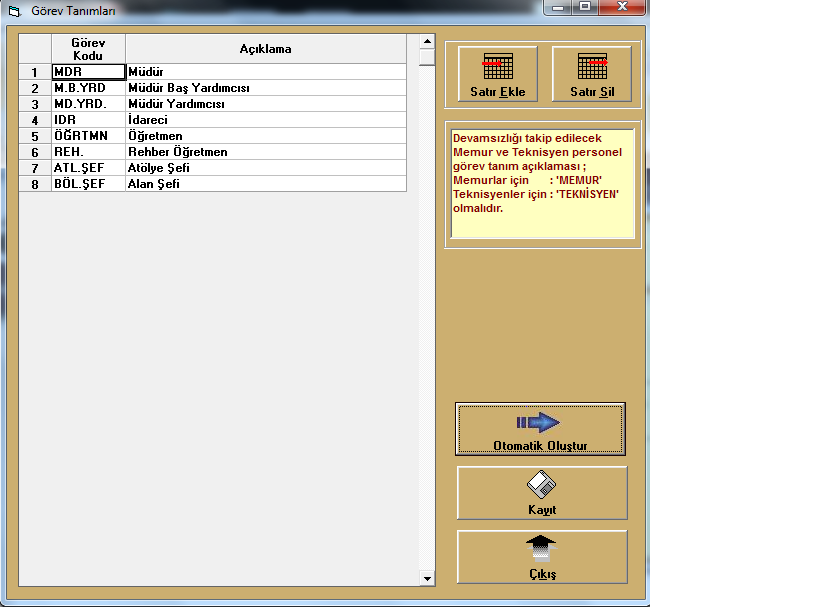 Görev Tanımları
Görev Kodu Açıklama
1 MDR Müdür
2 M.B.YRD Müdür Baş Yardımcısı
3 MD.YRD. Müdür Yardımcısı
4 IDR İdareci
5 ÖĞRTMN Öğretmen
6 REH. Rehber Öğretmen
7 ATL.ŞEF Atölye Şefi
8 BÖL.ŞEF Alan Şefi
Satır Ekle
Satır Sil
Devamsızlığı takip edilecek
Memur ve Teknisyen personel
görev tanım açıklaması ;
Memurlar için : 'MEMUR'
Teknisyenler için : 'TEKNİSYEN'
olmalıdır.
Otomatik Oluştur
Kayıt
Çıkış